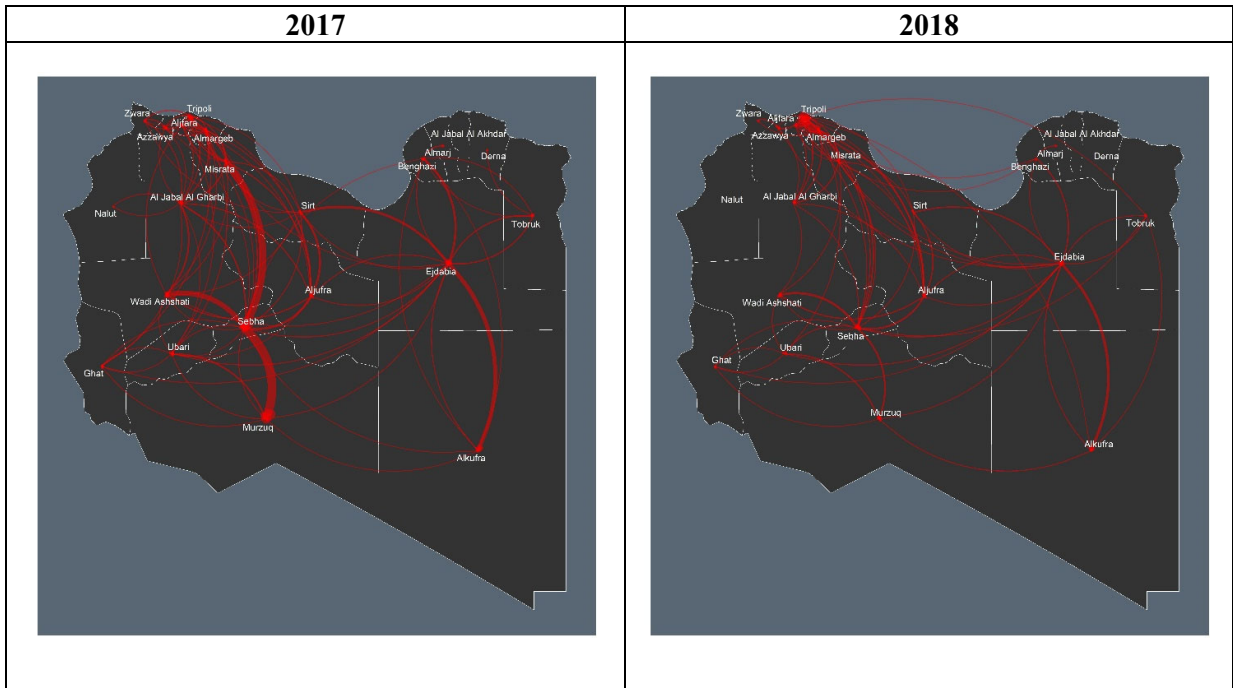 2017
2018
Tripoli
Zwara
Aljfara
Azzawya
Almargeb
Misrata
Al Jabal Al Gharbi
Nalut
Sirt
Al Jabal Al Akhdar
Almarj
Derna
Benghazi
Tobruk
Ejdabia
Wadi Ashshati
Aljufra
Sebha
Ubari
Ghat
Murzuq
Alkufra
Tripoli
Zwara
Aljfara
Azzawya
Almargeb
Misrata
Al Jabal Al Gharbi
Nalut
Sirt
Al Jabal Al Akhdar
Almarj
Derna
Benghazi
Tobruk
Ejdabia
Wadi Ashshati
Aljufra
Sebha
Ubari
Ghat
Murzuq
Alkufra